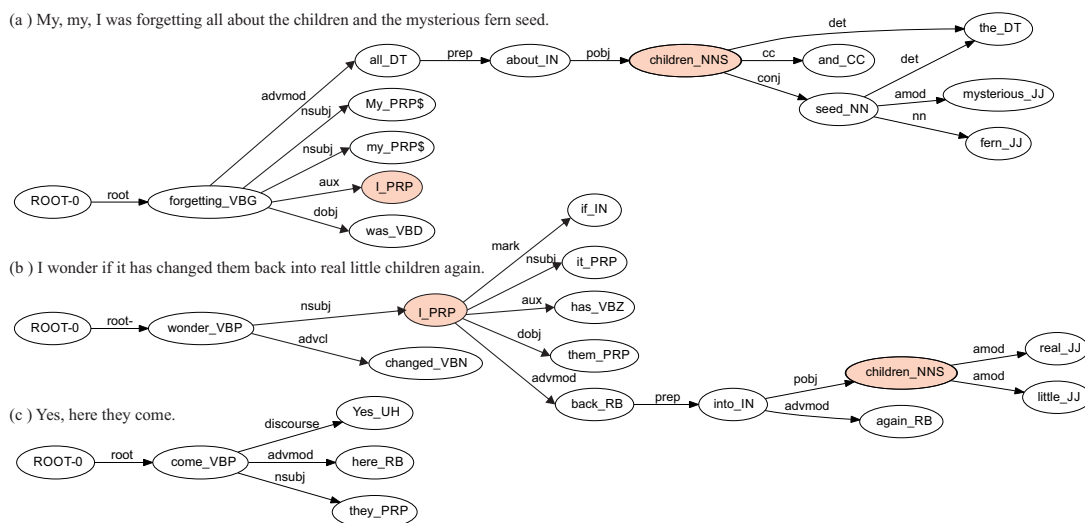 (a ) My, my, I was forgetting all about the children and the mysterious fern seed.
det
the_DT
all_DT
prep
about_IN
pobj
children_NNS
cc
and_CC
conj
det
advmod
nsubj
My_PRP$
seed_NN
amod
mysterious_JJ
nn
nsubj
my_PRP$
fern_JJ
ROOT-0
root
forgetting_VBG
aux
I_PRP
dobj
was_VBD
if_IN
mark
(b ) I wonder if it has changed them back into real little children again.
nsubj
it_PRP
ROOT-0
root-
wonder_VBP
nsubj
I_PRP
aux
has_VBZ
advcl
changed_VBN
dobj
them_PRP
advmod
back_RB
prep
into_IN
pobj
children_NNS
amod
real_JJ
amod
little_JJ
advmod
again_RB
(c ) Yes, here they come.
discourse
Yes_UH
ROOT-0
root
come_VBP
advmod
here_RB
nsubj
they_PRP